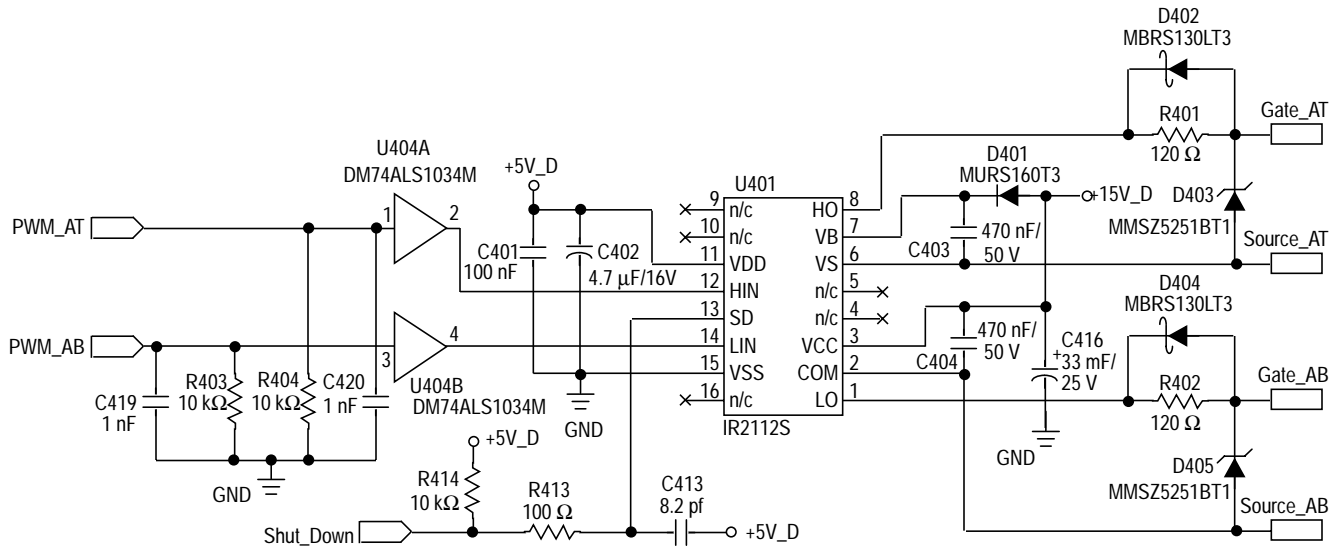 D402
MBRS130LT3
R401
120 Ω
Gate_AT
D403
MMSZ5251BT1
Source_AT
D401
MURS160T3
+15V_D
C403
470 nF/
50 V
U404A
DM74ALS1034M
PWM_AT
1
2
+5V_D
C401
100 nF
C402
4.7 µF/16V
GND
U401
9 n/c
10 n/c
11 VDD
12 HIN
13 SD
14 LIN
15 VSS
16 n/c
HO 8
VB 7
VS 6
n/c 5
n/c 4
VCC 3
COM 2
LO 1
IR2112S
470 nF/
50 V
C404
C416
+
33 mF/
25 V
GND
D404
MBRS130LT3
R402
120 Ω
Gate_AB
D405
MMSZ5251BT1
Source_AB
PWM_AB
3
4
U404B
DM74ALS1034M
C419
1 nF
R403
10 kΩ
R404
10 kΩ
C420
1 nF
GND
+5V_D
R414
10 kΩ
Shut_Down
R413
100 Ω
C413
8.2 pf
+5V_D